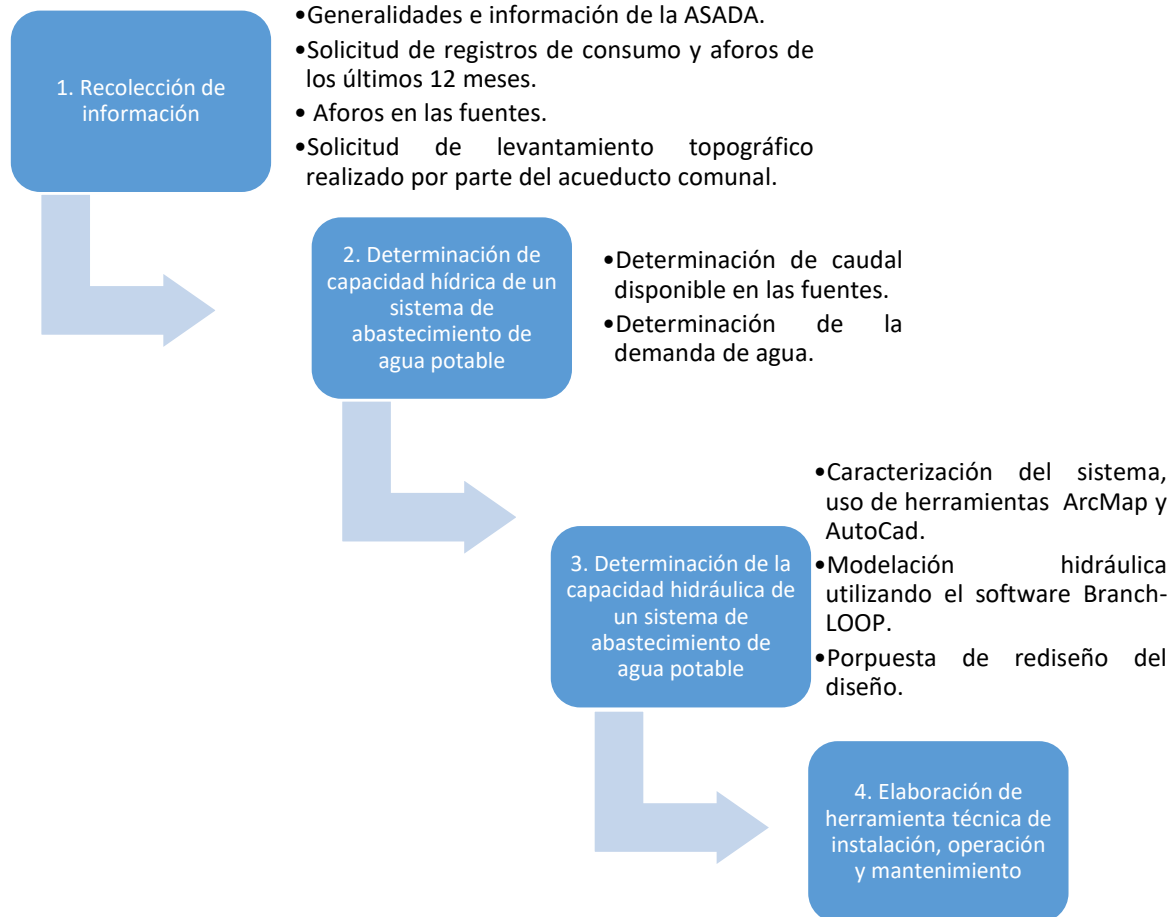 1. Recolección de
información
•Generalidades e información de la ASADA.
•Solicitud de registros de consumo y aforos de
los últimos 12 meses.
• Aforos en las fuentes.
•Solicitud de levantamiento topográfico
realizado por parte del acueducto comunal.
2. Determinación de
capacidad hídrica de un
sistema de
abastecimiento de
agua potable
•Determinación de caudal
disponible en las fuentes.
•Determinación de la
demanda de agua.
3. Determinación de la
capacidad hidráulica de
un sistema de
abastecimiento de
agua potable
•Caracterización del sistema,
uso de herramientas ArcMap y
AutoCad.
•Modelación hidráulica
utilizando el software Branch-
LOOP.
•Porpuesta de rediseño del
diseño.
4. Elaboración de
herramienta técnica de
instalación, operación
y mantenimiento